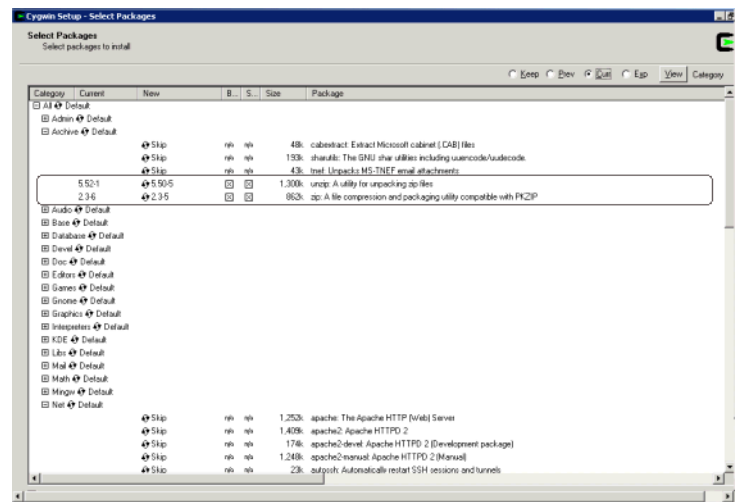 Cygwin Setup - Select Packages
Select Packages
Select packages to install
Keep Prev Curr Exp View Category
Category Current New B... S... Size Package
All Default
Admin Default
Archive Default
Skip n/a n/a 48k cabextract: Extract Microsoft cabinet (.CAB) files
Skip n/a n/a 193k sharutils: The GNU shar utilities including uuencode/uudecode.
Skip n/a n/a 43k tnef: Unpacks MS-TNEF email attachments
5.52-1 5.50-5 1,300k unzip: A utility for unpacking zip files
2.3-6 2.3-5 862k zip: A file compression and packaging utility compatible with PKZIP
Audio Default
Base Default
Database Default
Devel Default
Doc Default
Editors Default
Games Default
Gnome Default
Graphics Default
Interpreters Default
KDE Default
Libs Default
Mail Default
Math Default
Mingw Default
Net Default
Skip n/a n/a 1,252k apache: The Apache HTTP (Web) Server
Skip n/a n/a 1,409k apache2: Apache HTTPD 2
Skip n/a n/a 174k apache2-devel: Apache HTTPD 2 (Development package)
Skip n/a n/a 1,248k apache2-manual: Apache HTTPD 2 (Manual)
Skip n/a n/a 23k autossh: Automatically restart SSH sessions and tunnels